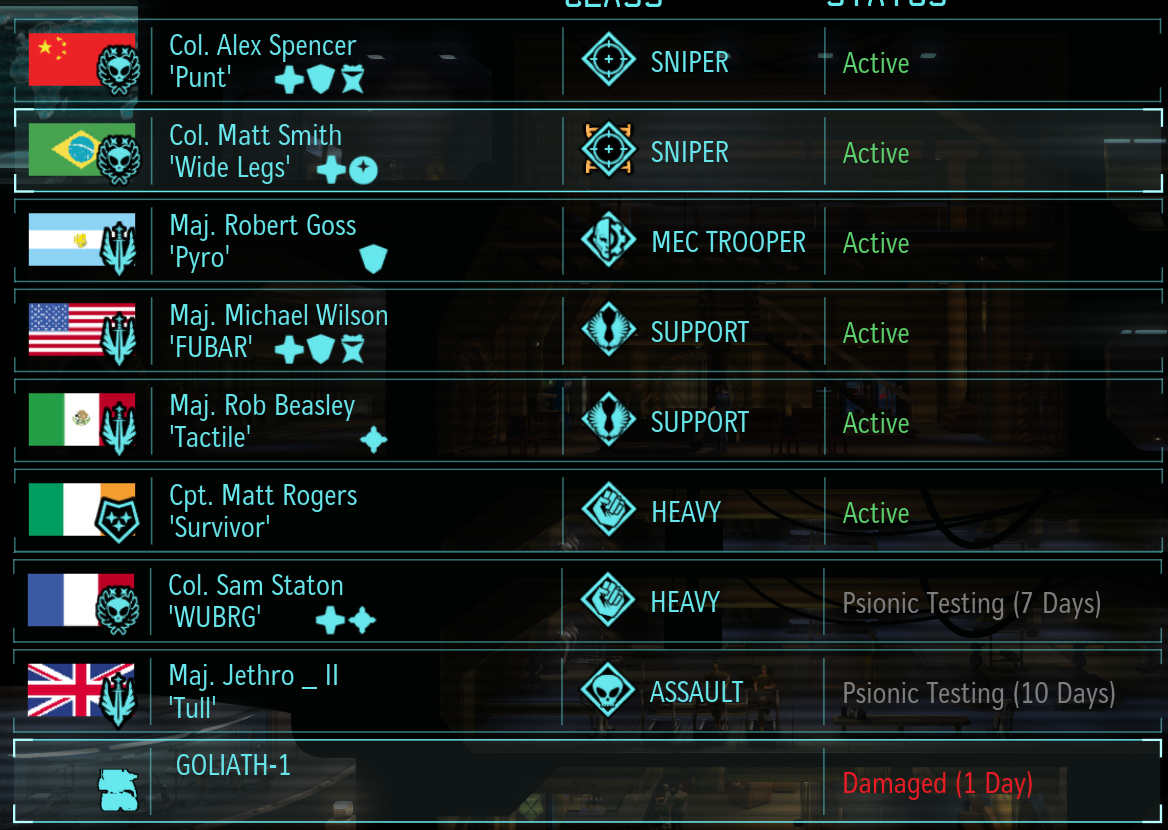 CLASS STATUS
Col. Alex Spencer
'Punt'
SNIPER
Active
Col. Matt Smith
'Wide Legs'
SNIPER
Active
Maj. Robert Goss
'Pyro'
MEC TROOPER
Active
Maj. Michael Wilson
'FUBAR'
SUPPORT
Active
Maj. Rob Beasley
'Tactile'
SUPPORT
Active
Cpt. Matt Rogers
'Survivor'
HEAVY
Active
Col. Sam Staton
'WUBRG'
HEAVY
Psionic Testing (7 Days)
Maj. Jethro _ II
'Tull'
ASSAULT
Psionic Testing (10 Days)
GOLIATH-1
Damaged (1 Day)